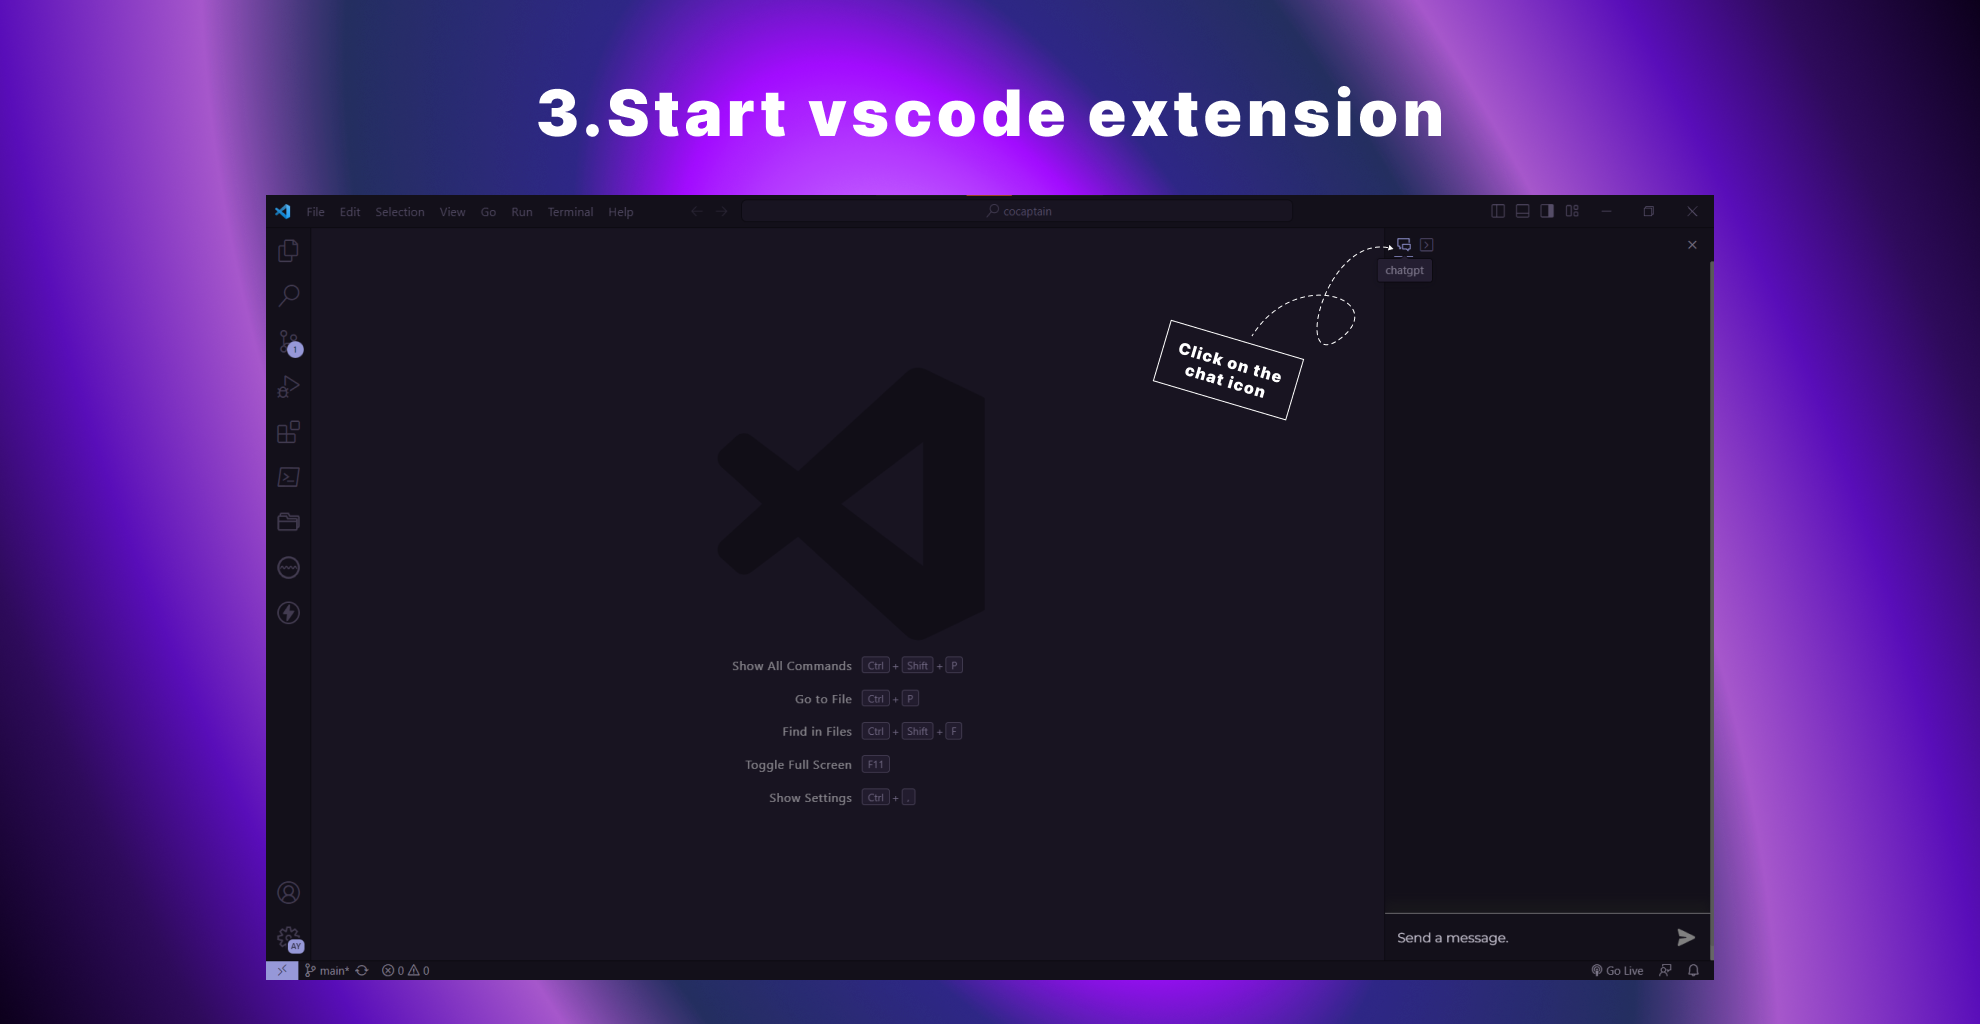 3.Start vscode extension
File Edit Selection View Go Run Terminal Help
cocaptain
chatgpt
Click on the
chat icon
1
Show All Commands Ctrl + Shift + P
Go to File Ctrl + P
Find in Files Ctrl + Shift + F
Toggle Full Screen F11
Show Settings Ctrl + .
Send a message.
AY
main* 0 0
Go Live